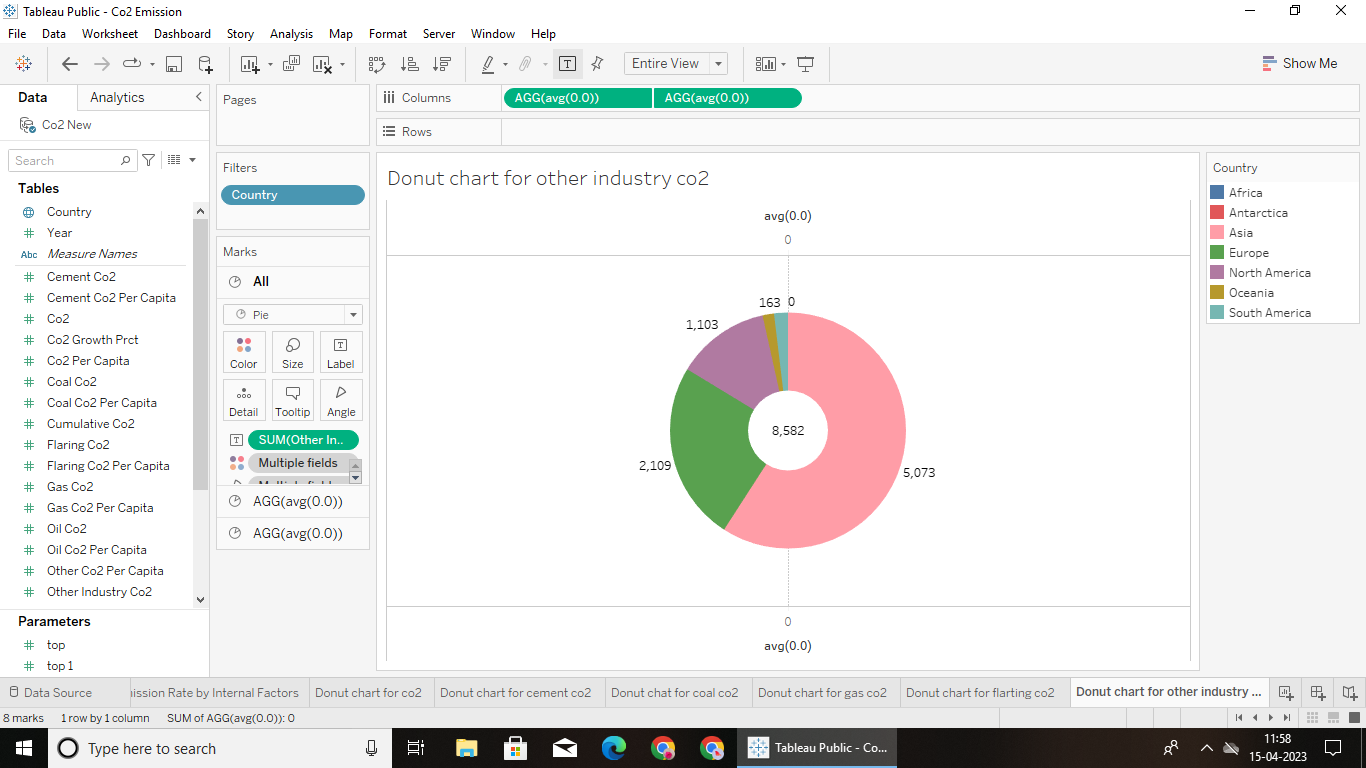 Tableau Public - Co2 Emission
File Data Worksheet Dashboard Story Analysis Map Format Server Window Help
Entire View
Show Me
Data Analytics
Co2 New
Search
Tables
Country
Year
Abc Measure Names
Cement Co2
Cement Co2 Per Capita
Co2
Co2 Growth Prct
Co2 Per Capita
Coal Co2
Coal Co2 Per Capita
Cumulative Co2
Flaring Co2
Flaring Co2 Per Capita
Gas Co2
Gas Co2 Per Capita
Oil Co2
Oil Co2 Per Capita
Other Co2 Per Capita
Other Industry Co2
Parameters
top
top 1
Pages
Filters
Country
Marks
All
Pie
Color Size Label
Detail Tooltip Angle
SUM(Other In..
Multiple fields
AGG(avg(0.0))
AGG(avg(0.0))
Columns AGG(avg(0.0)) AGG(avg(0.0))
Rows
Donut chart for other industry co2
avg(0.0)
0
163 0
1,103
8,582
2,109
5,073
0
avg(0.0)
Country
Africa
Antarctica
Asia
Europe
North America
Oceania
South America
Data Source ission Rate by Internal Factors Donut chart for co2 Donut chart for cement co2 Donut chat for coal co2 Donut chart for gas co2 Donut chart for flarting co2 Donut chart for other industry ...
8 marks 1 row by 1 column SUM of AGG(avg(0.0)): 0
Type here to search
Tableau Public - Co...
11:58
15-04-2023